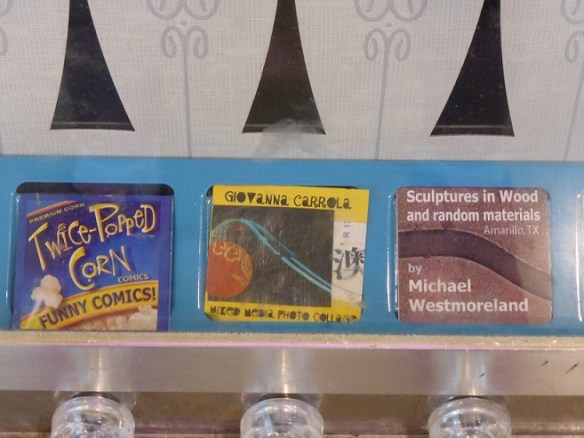 PREMIUM CORN
TWICE-POPPED
CORN
COMICS
FUNNY COMICS!
GIOVANNA CARROLA
澳
MIXED MEDIA PHOTO COLLAGE
Sculptures in Wood
and random materials
Amarillo, TX
by
Michael
Westmoreland